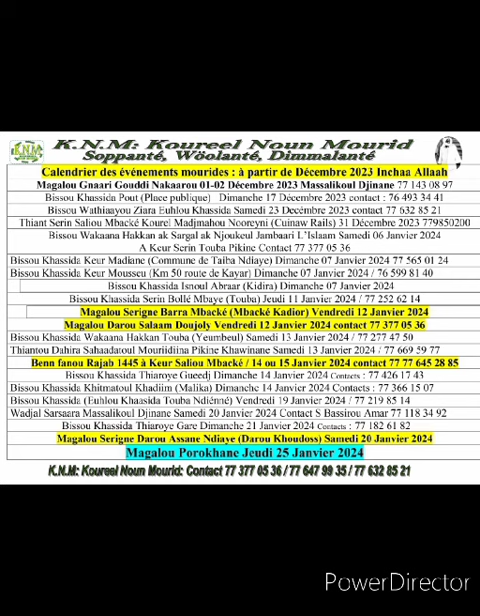 K.N.M: Koureel Noun Mourid
Soppanté, Wöolanté, Dimmalanté
Calendrier des événements mourides : à partir de Décembre 2023 Inchaa Allaah
Magalou Gnaari Gouddi Nakaarou 01-02 Décembre 2023 Massalikoul Djinane 77 143 08 97
Bissou Khassida Pout (Place publique) Dimanche 17 Décembre 2023 contact : 76 493 34 41
Bissou Wathiaayou Ziara Euhlou Khassida Samedi 23 Decémbre 2023 contact 77 632 85 21
Thiant Serin Saliou Mbacké Kourel Madjmahou Nooreyni (Cuinaw Rails) 31 Décembre 2023 779850200
Bissou Wakaana Hakkan ak Sargal ak Njoukeul Jambaari L'Islaam Samedi 06 Janvier 2024
A Keur Serin Touba Pikine Contact 77 377 05 36
Bissou Khassida Keur Madiane (Commune de Taiba Ndiaye) Dimanche 07 Janvier 2024 77 565 01 24
Bissou Khassida Keur Mousseu (Km 50 route de Kayar) Dimanche 07 Janvier / 76 599 81 40
Bissou Khassida Isnoul Abraar (Kidira) Dimanche 07 Janvier
Bissou Khassida Serin Bollé Mbaye (Touba) Jeudi 11 Janvier / 77 252 62 14
Magalou Serigne Barra Mbacké (Mbacké Kadior) Vendredi 12 Janvier 2024
Magalou Darou Salaam Doujoly Vendredi 12 Janvier 2024 contact 77 377 05 36
Bissou Khassida Wakaana Hakkan Touba (Yeumbeul) Samedi 13 Janvier / 77 277 47 50
Thiantou Dahira Sahaadatoul Mouriidiina Pikine Khawinane Samedi 13 Janvier / 77 669 59 77
Benn fanou Rajab 1445 à Keur Saliou Mbacké / 14 ou 15 Janvier 2024 contact 77 77 645 28 85
Bissou Khassida Thiaroye Gueedj Dimanche 14 Janvier 2024 Contacts : 77 426 17 43
Bissou Khassida Khitmatoul Khadiim (Malika) Dimanche 14 Janvier 2024 Contacts : 77 366 15 07
Bissou Khassida (Euhlou Khaasida Touba Ndiénné) Vendredi 19 Janvier / 77 219 85 14
Wadjal Sarsaara Massalikoul Djinane Samedi 20 Janvier 2024 Contact S Bassirou Amar 77 118 34 92
Bissou Khassida Thiaroye Gare Dimanche 21 Janvier 2024 Contacts : 77 182 61 82
Magalou Serigne Darou Assane Ndiaye (Darou Khoudoss) Samedi 20 Janvier 2024
Magalou Porokhane Jeudi 25 Janvier 2024
K.N.M: Koureel Noun Mourid: Contact 77 377 05 36 / 77 647 99 35 / 77 632 85 21
PowerDirector